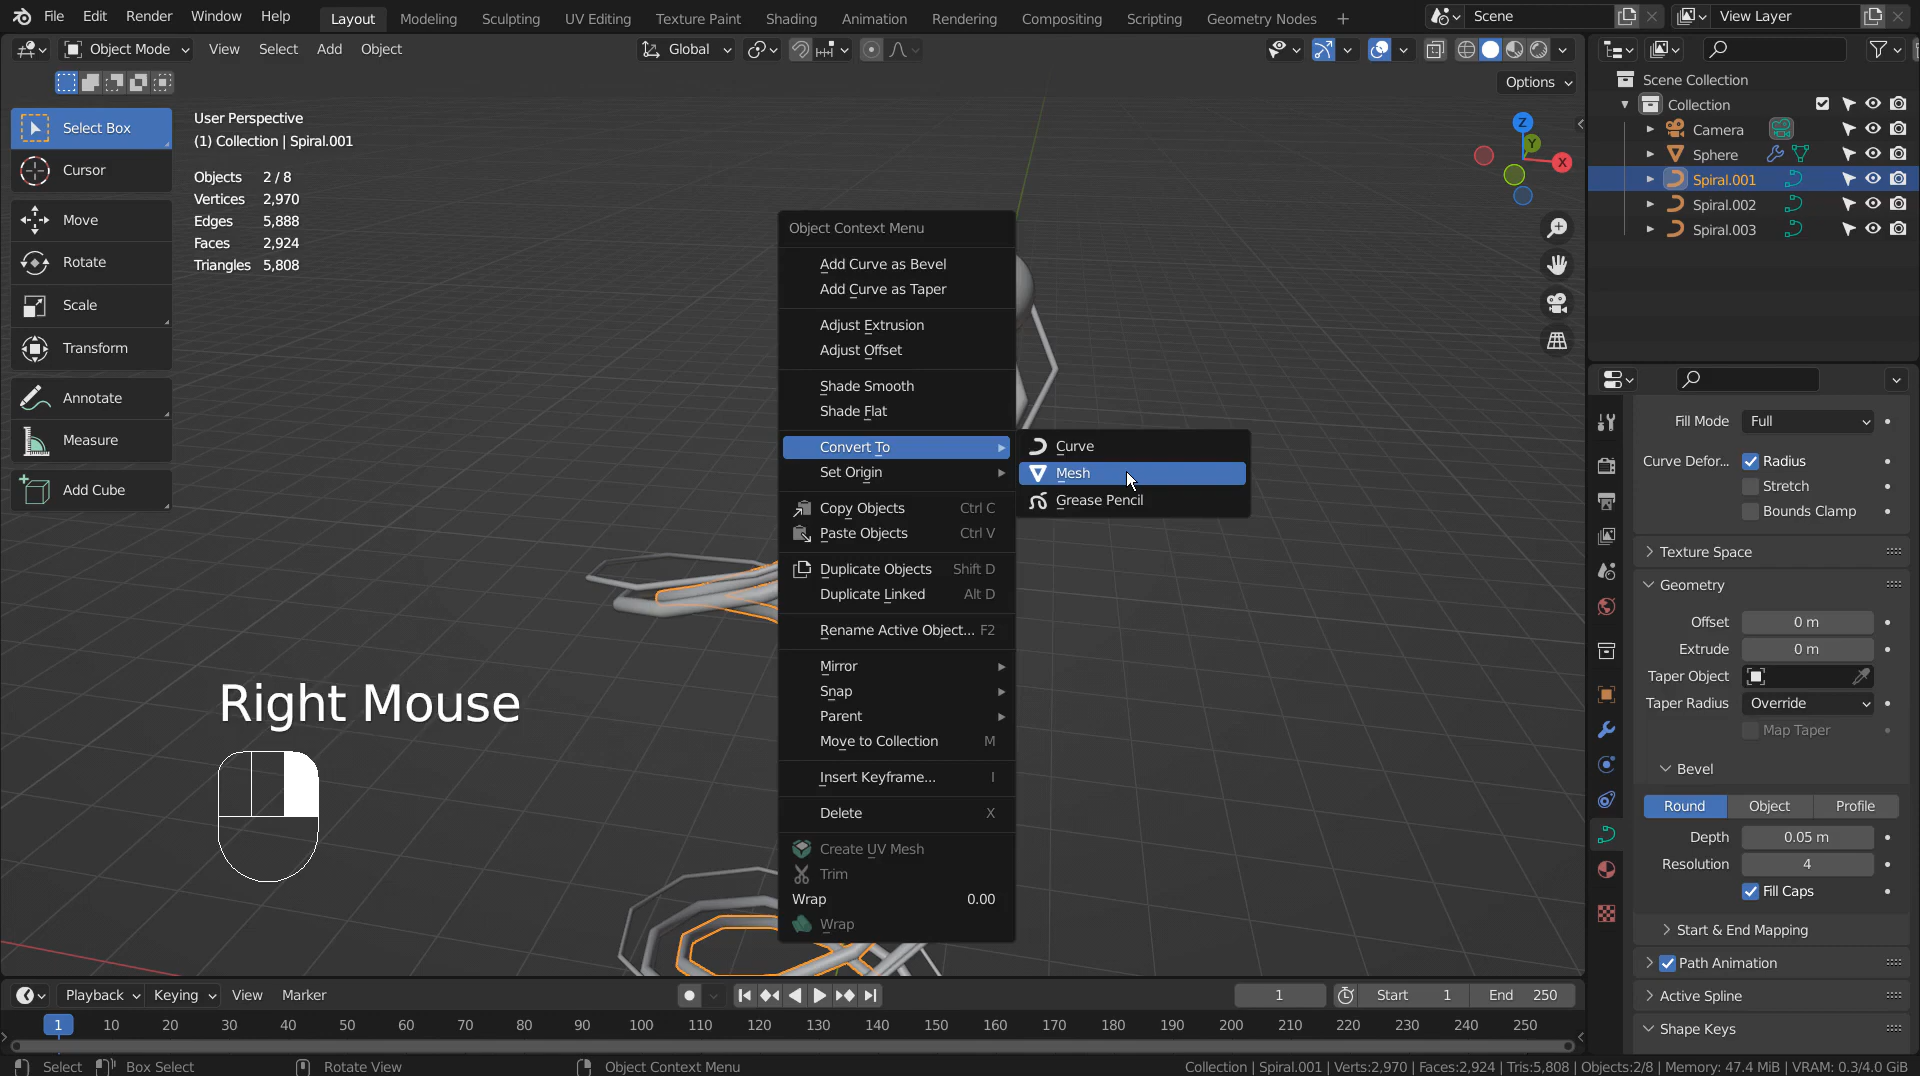 File Edit Render Window Help Layout Modeling Sculpting UV Editing Texture Paint Shading Animation Rendering Compositing Scripting Geometry Nodes + Scene View Layer
Object Mode View Select Add Object Global
Options
Select Box
Cursor
Move
Rotate
Scale
Transform
Annotate
Measure
Add Cube
User Perspective
(1) Collection | Spiral.001
Objects 2 / 8
Vertices 2,970
Edges 5,888
Faces 2,924
Triangles 5,808
Z
Y
X
Object Context Menu
Add Curve as Bevel
Add Curve as Taper
Adjust Extrusion
Adjust Offset
Shade Smooth
Shade Flat
Convert To
Set Origin
Copy Objects Ctrl C
Paste Objects Ctrl V
Duplicate Objects Shift D
Duplicate Linked Alt D
Rename Active Object... F2
Mirror
Snap
Parent
Move to Collection M
Insert Keyframe... I
Delete X
Create UV Mesh
Trim
Wrap 0.00
Wrap
Curve
Mesh
Grease Pencil
Right Mouse
Scene Collection
Collection
Camera
Sphere
Spiral.001
Spiral.002
Spiral.003
Fill Mode Full
Curve Defor... Radius
Stretch
Bounds Clamp
Texture Space
Geometry
Offset 0 m
Extrude 0 m
Taper Object
Taper Radius Override
Map Taper
Bevel
Round Object Profile
Depth 0.05 m
Resolution 4
Fill Caps
Start & End Mapping
Path Animation
Active Spline
Shape Keys
Playback Keying View Marker 1 Start 1 End 250
1 10 20 30 40 50 60 70 80 90 100 110 120 130 140 150 160 170 180 190 200 210 220 230 240 250
Select Box Select Rotate View Object Context Menu Collection | Spiral.001 | Verts:2,970 | Faces:2,924 | Tris:5,808 | Objects:2/8 | Memory: 47.4 MiB | VRAM: 0.3/4.0 GiB